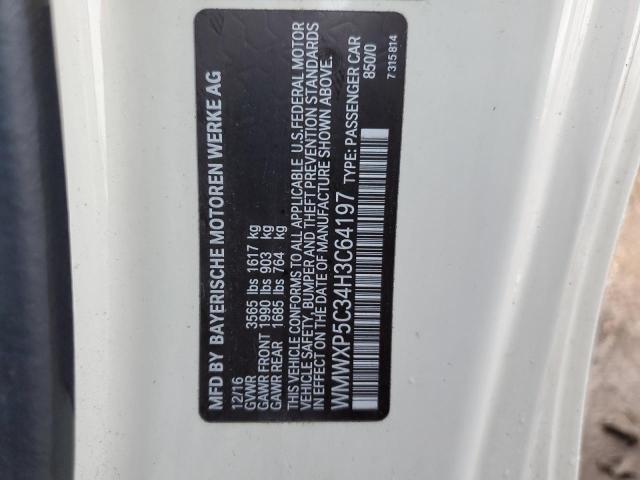 MFD BY BAYERISCHE MOTOREN WERKE AG
12/16
GVWR 3565 lbs 1617 kg
GAWR FRONT 1990 lbs 903 kg
GAWR REAR 1685 lbs 764 kg
THIS VEHICLE CONFORMS TO ALL APPLICABLE U.S.FEDERAL MOTOR
VEHICLE SAFETY, BUMPER AND THEFT PREVENTION STANDARDS
IN EFFECT ON THE DATE OF MANUFACTURE SHOWN ABOVE.
WMWXP5C34H3C64197 TYPE: PASSENGER CAR
850/0
7 315 814